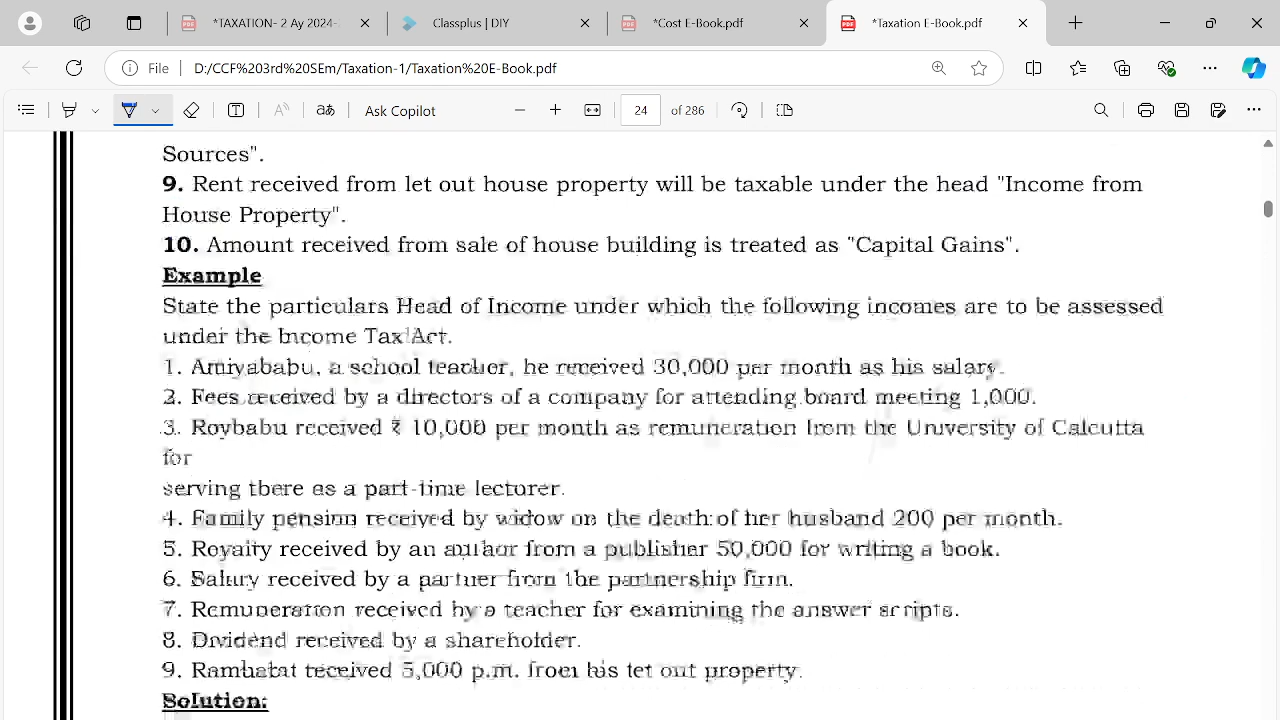 *TAXATION- 2 Ay 2024-
Classplus | DIY
*Cost E-Book.pdf
*Taxation E-Book.pdf
File D:/CCF%203rd%20SEm/Taxation-1/Taxation%20E-Book.pdf
Ask Copilot
24 of 286
Sources".
9. Rent received from let out house property will be taxable under the head "Income from
House Property".
10. Amount received from sale of house building is treated as "Capital Gains".
Example
State the particulars Head of Income under which the following incomes are to be assessed
under the Income Tax Act.
1. Amiyababu, a school teacher, he received 30,000 per month as his salary.
2. Fees received by a directors of a company for attending board meeting 1,000.
3. Roybabu received ₹ 10,000 per month as remuneration from the University of Calcutta
for
serving there as a part-time lecturer.
4. Family pension received by widow on the death of her husband 200 per month.
5. Royalty received by an author from a publisher 50,000 for writing a book.
6. Salary received by a partner from the partnership firm.
7. Remuneration received by a teacher for examining the answer scripts.
8. Dividend received by a shareholder.
9. received 5,000 p.m. from his let out property.
Solution: